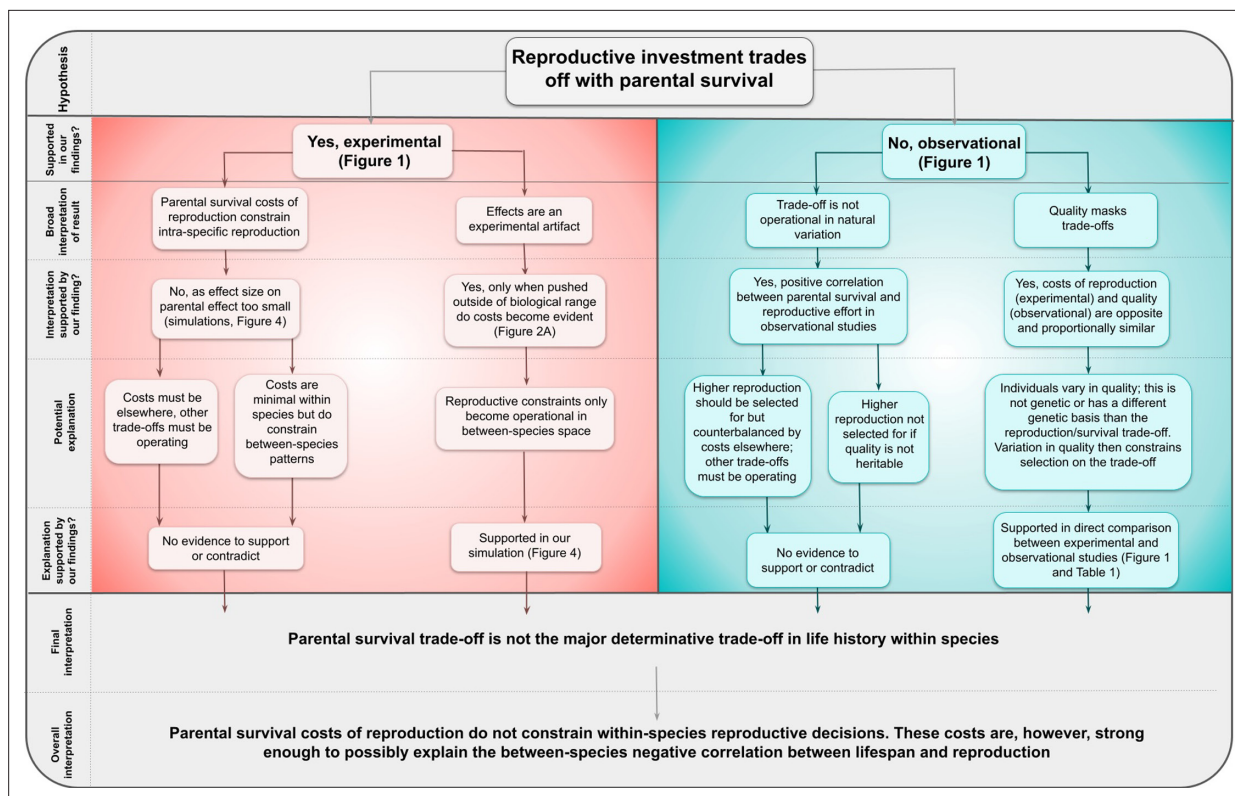 Hypothesis
Reproductive investment trades
off with parental survival
Supported
in our
findings?
Yes, experimental
(Figure 1)
No, observational
(Figure 1)
Broad
interpretation
of result
Parental survival costs of
reproduction constrain
intra-specific reproduction
Effects are an
experimental artifact
Trade-off is not
operational in natural
variation
Quality masks
trade-offs
Interpretation
supported by
our finding?
No, as effect size on
parental effect too small
(simulations, Figure 4)
Yes, only when pushed
outside of biological range
do costs become evident
(Figure 2A)
Yes, positive correlation
between parental survival and
reproductive effort in
observational studies
Yes, costs of reproduction
(experimental) and quality
(observational) are opposite
and proportionally similar
Potential
explanation
Costs must be
elsewhere, other
trade-offs must be
operating
Costs are
minimal within
species but do
constrain
between-species
patterns
Reproductive constraints only
become operational in
between-species space
Higher reproduction
should be selected
for but
counterbalanced by
costs elsewhere;
other trade-offs
must be operating
Higher
reproduction not
selected for if
quality is not
heritable
Individuals vary in quality; this is
not genetic or has a different
genetic basis than the
reproduction/survival trade-off.
Variation in quality then constrains
selection on the trade-off
Explanation
supported by
our findings?
No evidence to support
or contradict
Supported in our
simulation (Figure 4)
No evidence to
support or contradict
Supported in direct comparison
between experimental and
observational studies (Figure 1
and Table 1)
Final
interpretation
Parental survival trade-off is not the major determinative trade-off in life history within species
Overall
interpretation
Parental survival costs of reproduction do not constrain within-species reproductive decisions. These costs are, however, strong
enough to possibly explain the between-species negative correlation between lifespan and reproduction